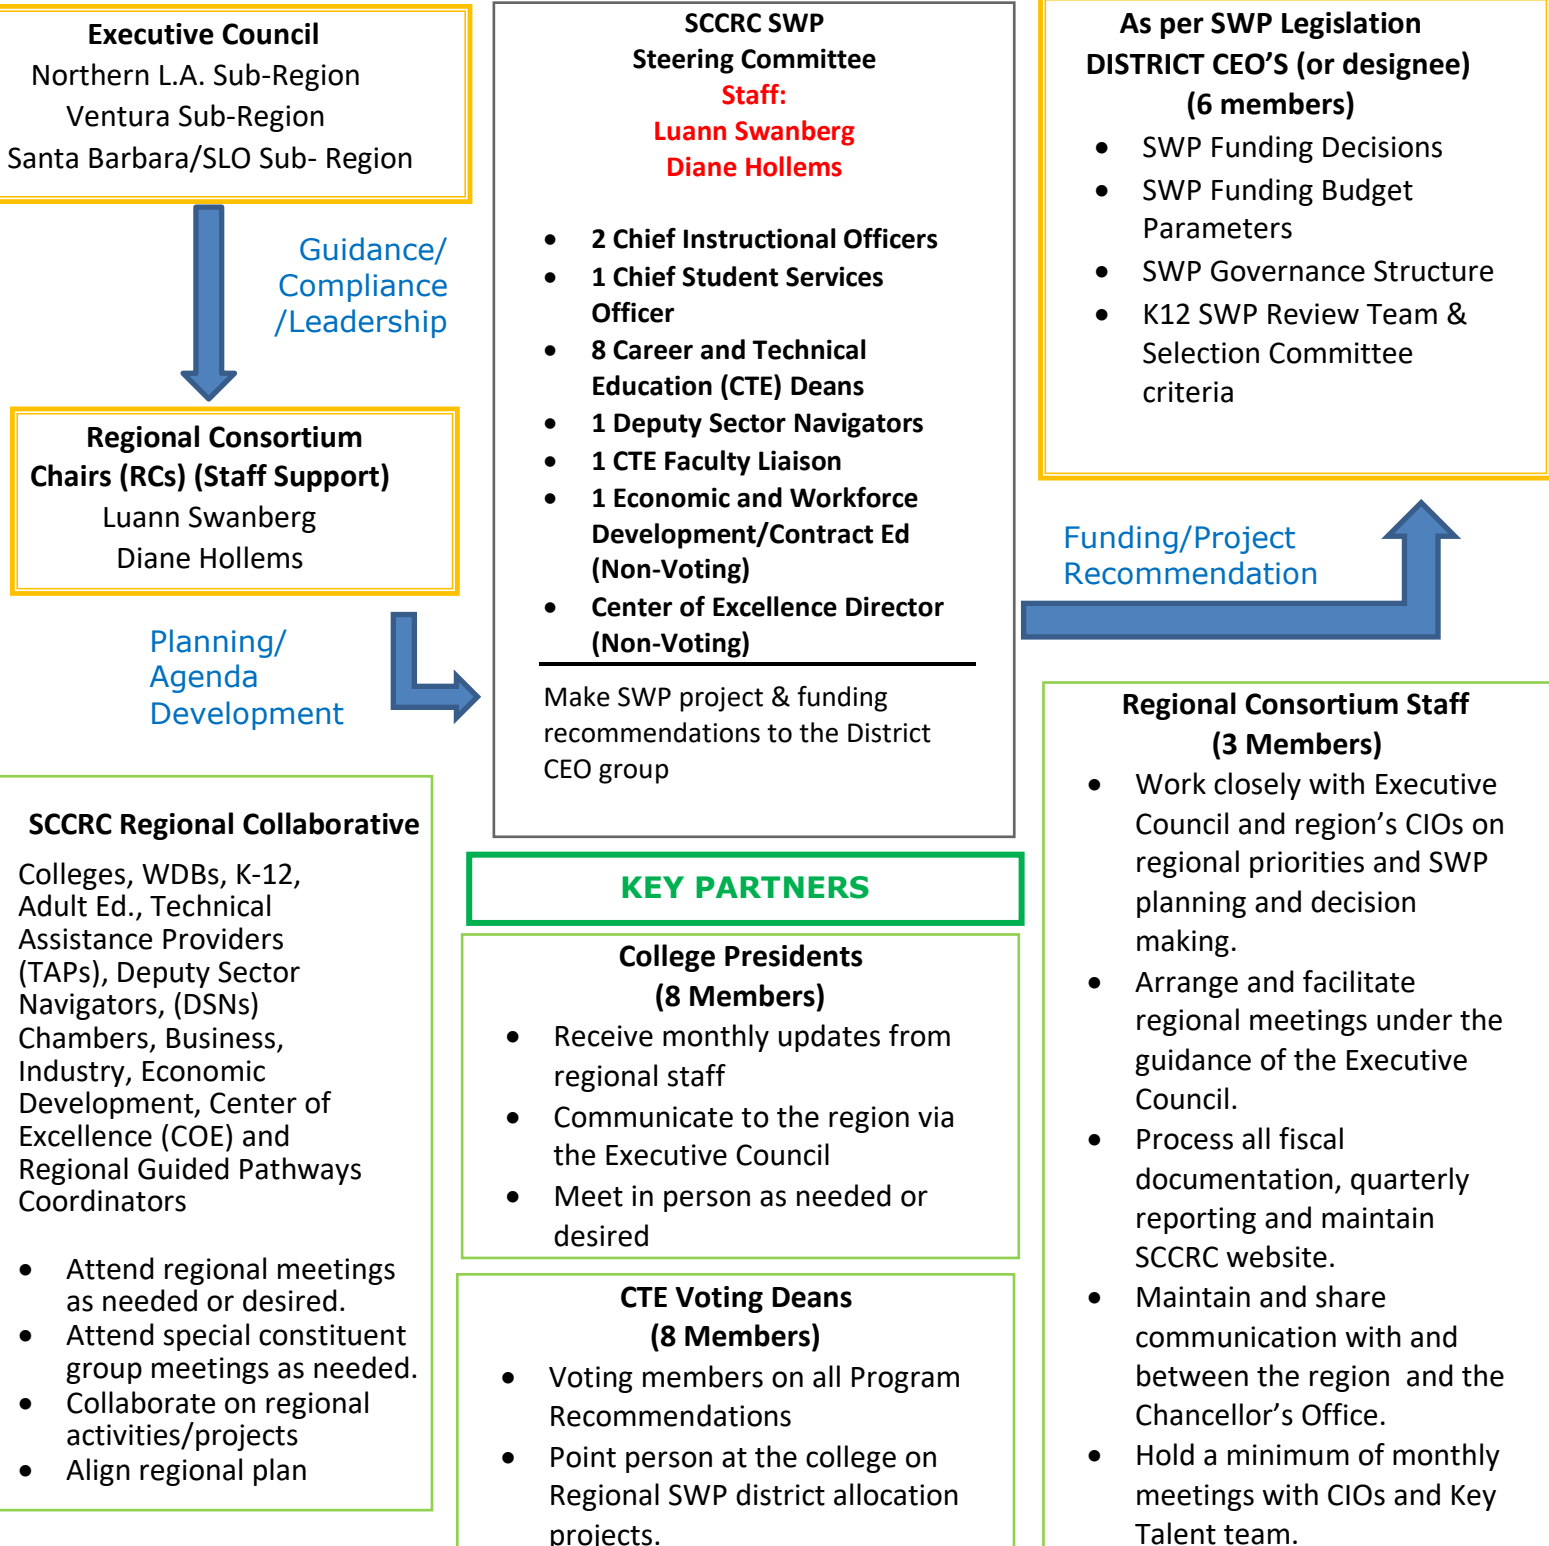 Executive Council
Northern L.A. Sub-Region
Ventura Sub-Region
Santa Barbara/SLO Sub- Region
Guidance/
Compliance
/Leadership
Regional Consortium
Chairs (RCs) (Staff Support)
Luann Swanberg
Diane Hollems
Planning/
Agenda
Development
SCCRC SWP
Steering Committee
Staff:
Luann Swanberg
Diane Hollems
• 2 Chief Instructional Officers
• 1 Chief Student Services
Officer
• 8 Career and Technical
Education (CTE) Deans
• 1 Deputy Sector Navigators
• 1 CTE Faculty Liaison
• 1 Economic and Workforce
Development/Contract Ed
(Non-Voting)
• Center of Excellence Director
(Non-Voting)
Make SWP project & funding
recommendations to the District
CEO group
As per SWP Legislation
DISTRICT CEO'S (or designee)
(6 members)
• SWP Funding Decisions
• SWP Funding Budget
Parameters
• SWP Governance Structure
• K12 SWP Review Team &
Selection Committee
criteria
Funding/Project
Recommendation
SCCRC Regional Collaborative
Colleges, WDBs, K-12,
Adult Ed., Technical
Assistance Providers
(TAPs), Deputy Sector
Navigators, (DSNs)
Chambers, Business,
Industry, Economic
Development, Center of
Excellence (COE) and
Regional Guided Pathways
Coordinators
• Attend regional meetings
as needed or desired.
• Attend special constituent
group meetings as needed.
• Collaborate on regional
activities/projects
• Align regional plan
KEY PARTNERS
College Presidents
(8 Members)
• Receive monthly updates from
regional staff
• Communicate to the region via
the Executive Council
• Meet in person as needed or
desired
CTE Voting Deans
(8 Members)
• Voting members on all Program
Recommendations
• Point person at the college on
Regional SWP district allocation
projects.
Regional Consortium Staff
(3 Members)
• Work closely with Executive
Council and region's CIOs on
regional priorities and SWP
planning and decision
making.
• Arrange and facilitate
regional meetings under the
guidance of the Executive
Council.
• Process all fiscal
documentation, quarterly
reporting and maintain
SCCRC website.
• Maintain and share
communication with and
between the region  and the
Chancellor's Office.
• Hold a minimum of monthly
meetings with CIOs and Key
Talent team.